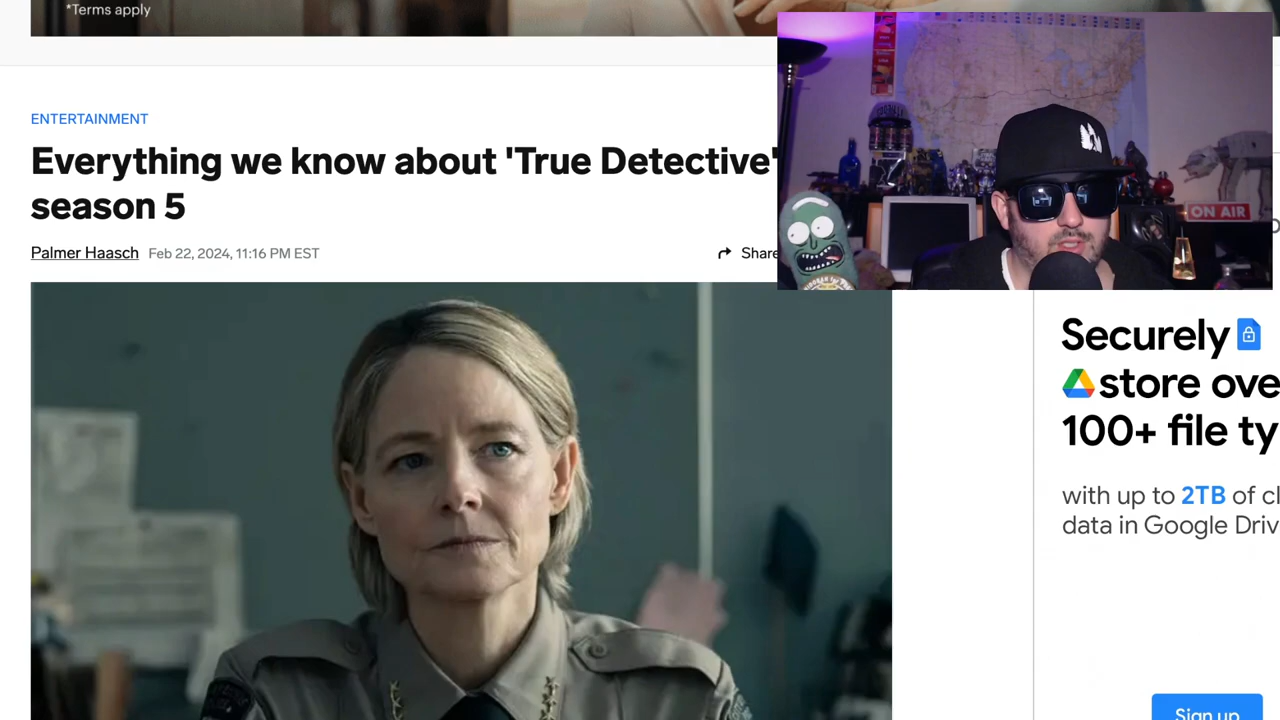 *Terms apply
ENTERTAINMENT
Everything we know about 'True Detective'
season 5
Palmer Haasch Feb 22, 2024, 11:16 PM EST
Share
ON AIR
Securely
store ove
100+ file ty
with up to 2TB of cl
data in Google Driv
Sign up